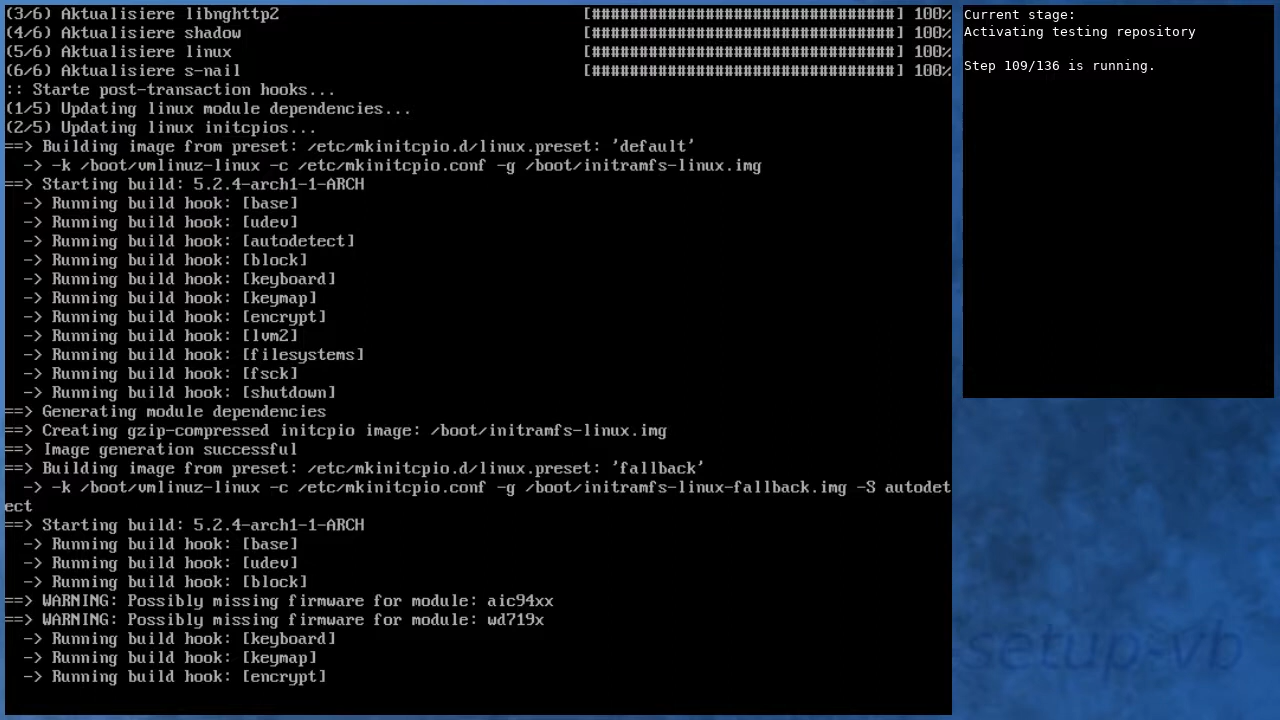 (3/6) Aktualisiere libnghttp2 [################################] 100%
(4/6) Aktualisiere shadow [################################] 100%
(5/6) Aktualisiere linux [################################] 100%
(6/6) Aktualisiere s-nail [################################] 100%
:: Starte post-transaction hooks...
(1/5) Updating linux module dependencies...
(2/5) Updating linux initcpios...
==> Building image from preset: /etc/mkinitcpio.d/linux.preset: 'default'
-> -k /boot/vmlinuz-linux -c /etc/mkinitcpio.conf -g /boot/initramfs-linux.img
==> Starting build: 5.2.4-arch1-1-ARCH
-> Running build hook: [base]
-> Running build hook: [udev]
-> Running build hook: [autodetect]
-> Running build hook: [block]
-> Running build hook: [keyboard]
-> Running build hook: [keymap]
-> Running build hook: [encrypt]
-> Running build hook: [lvm2]
-> Running build hook: [filesystems]
-> Running build hook: [fsck]
-> Running build hook: [shutdown]
==> Generating module dependencies
==> Creating gzip-compressed initcpio image: /boot/initramfs-linux.img
==> Image generation successful
==> Building image from preset: /etc/mkinitcpio.d/linux.preset: 'fallback'
-> -k /boot/vmlinuz-linux -c /etc/mkinitcpio.conf -g /boot/initramfs-linux-fallback.img -S autodet
ect
==> Starting build: 5.2.4-arch1-1-ARCH
-> Running build hook: [base]
-> Running build hook: [udev]
-> Running build hook: [block]
==> WARNING: Possibly missing firmware for module: aic94xx
==> WARNING: Possibly missing firmware for module: wd719x
-> Running build hook: [keyboard]
-> Running build hook: [keymap]
-> Running build hook: [encrypt]
Current stage:
Activating testing repository
Step 109/136 is running.
setup-vb